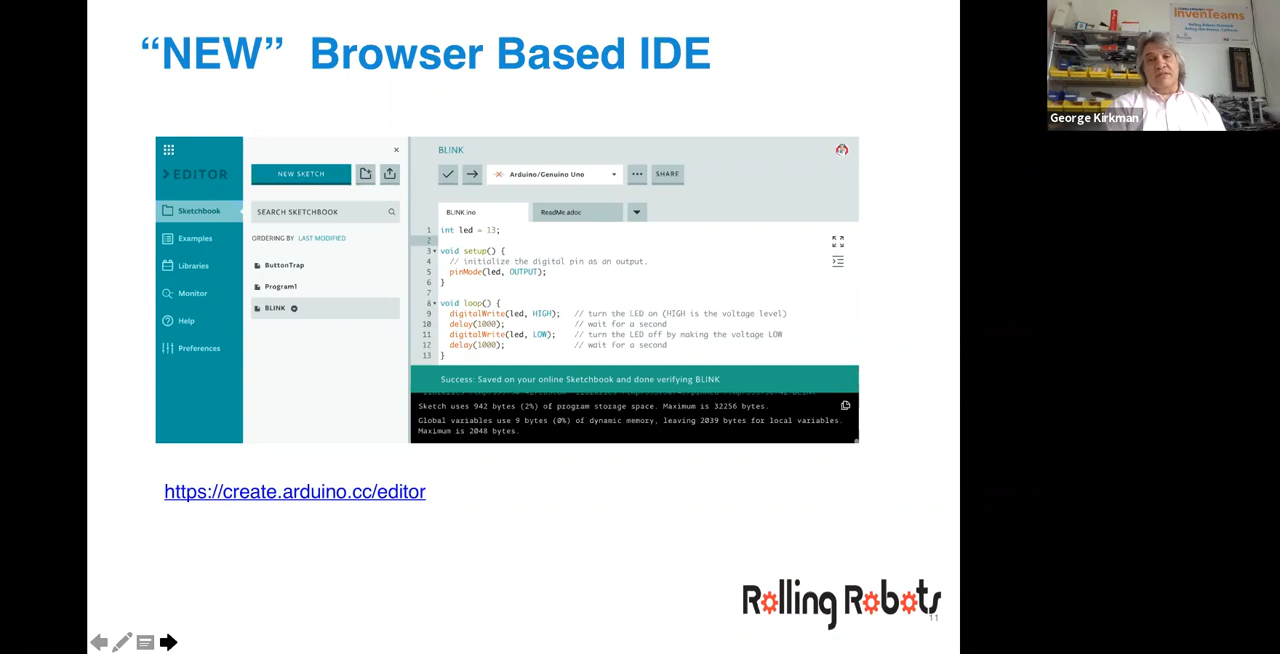 “NEW” Browser Based IDE
InvenTeams
George Kirkman
EDITOR
Sketchbook
Examples
Libraries
Monitor
Help
Preferences
NEW SKETCH
SEARCH SKETCHBOOK
ORDERING BY LAST MODIFIED
ButtonTrap
Program1
BLINK
BLINK
Arduino/Genuino Uno
SHARE
BLINK.ino ReadMe.adoc
1 int led = 13;
2
3 void setup() {
4 // initialize the digital pin as an output.
5 pinMode(led, OUTPUT);
6 }
7
8 void loop() {
9 digitalWrite(led, HIGH); // turn the LED on (HIGH is the voltage level)
10 delay(1000); // wait for a second
11 digitalWrite(led, LOW); // turn the LED off by making the voltage LOW
12 delay(1000); // wait for a second
13 }
Success: Saved on your online Sketchbook and done verifying BLINK
Sketch uses 942 bytes (2%) of program storage space. Maximum is 32256 bytes.
Global variables use 9 bytes (0%) of dynamic memory, leaving 2039 bytes for local variables.
Maximum is 2048 bytes.
https://create.arduino.cc/editor
Rolling Robots
11